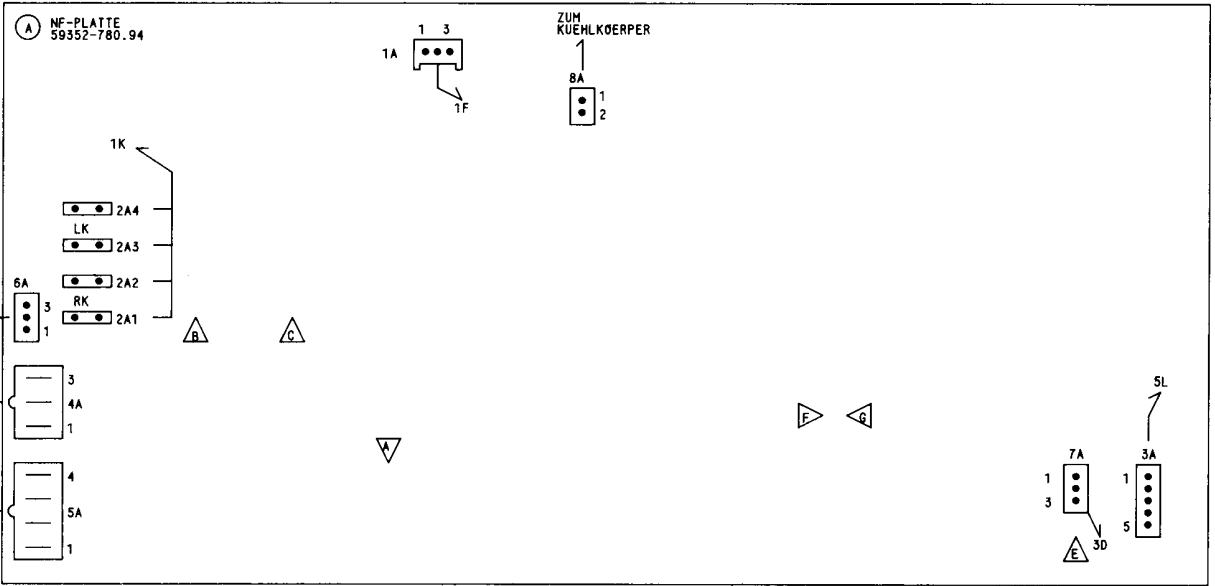 A NF-PLATTE
59352-780.94
ZUM
KUEHLKOERPER
1 3
1A
1F
8A
1
2
1K
2A4
LK
2A3
2A2
RK
2A1
6A
3
1
B
C
3
4A
1
A
4
5A
1
F
G
5L
7A
1
3
3D
E
3A
1
5